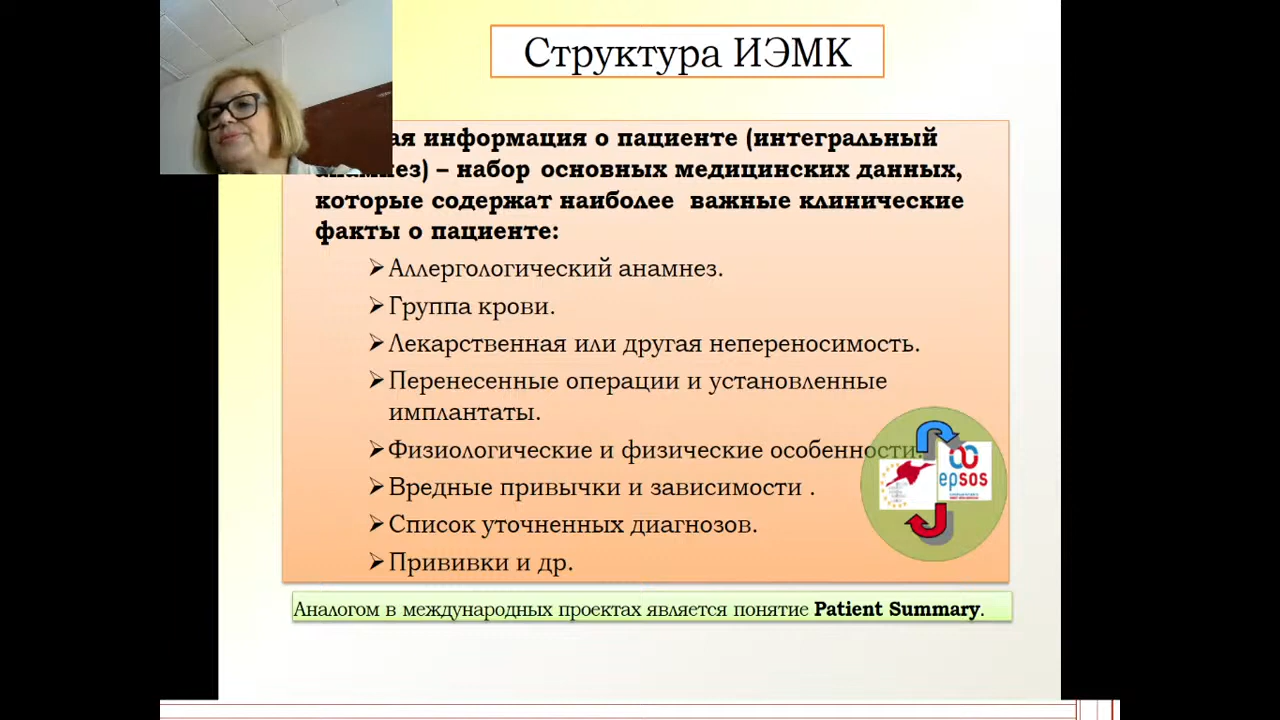 Структура ИЭМК
информация о пациенте (интегральный
– набор основных медицинских данных,
которые содержат наиболее важные клинические
факты о пациенте:
➢Аллергологический анамнез.
➢Группа крови.
➢Лекарственная или другая непереносимость.
➢Перенесенные операции и установленные
имплантаты.
➢Физиологические и физические особенности.
➢Вредные привычки и зависимости .
➢Список уточненных диагнозов.
➢Прививки и др.
epsos
Аналогом в международных проектах является понятие Patient Summary.